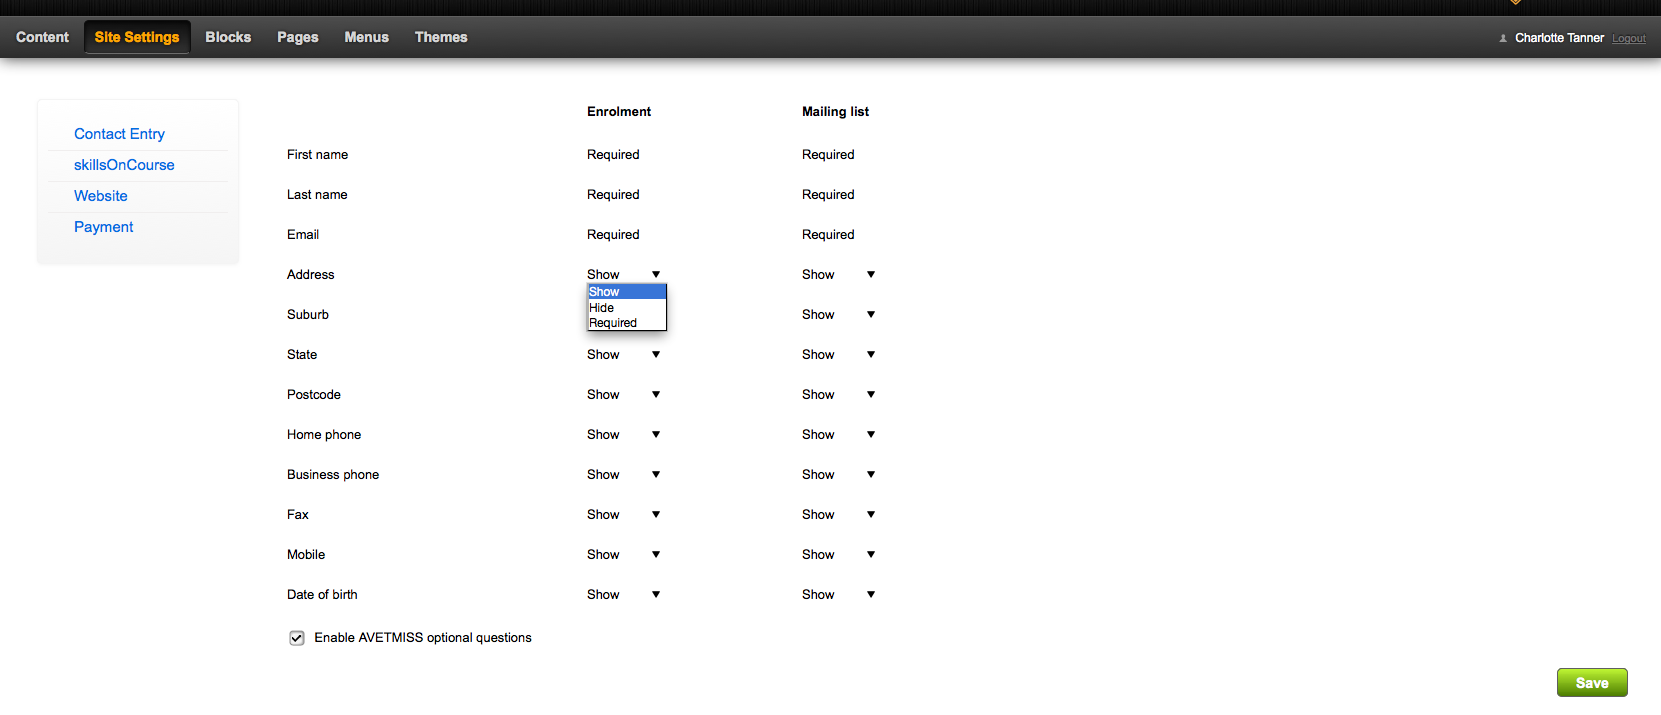 Content Site Settings Blocks Pages Menus Themes Charlotte Tanner Logout
Contact Entry
skillsOnCourse
Website
Payment
Enrolment Mailing list
First name Required Required
Last name Required Required
Email Required Required
Address Show Show
Show
Hide
Required
Suburb Show
State Show Show
Postcode Show Show
Home phone Show Show
Business phone Show Show
Fax Show Show
Mobile Show Show
Date of birth Show Show
Enable AVETMISS optional questions
Save